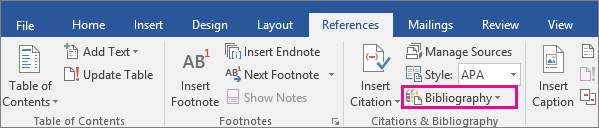 File Home Insert Design Layout References Mailings Review View
Table of Contents
Add Text
Update Table
Table of Contents
AB1
Insert Footnote
Insert Endnote
AB1 Next Footnote
Show Notes
Footnotes
Insert Citation
Manage Sources
Style: APA
Bibliography
Citations & Bibliography
Insert Caption